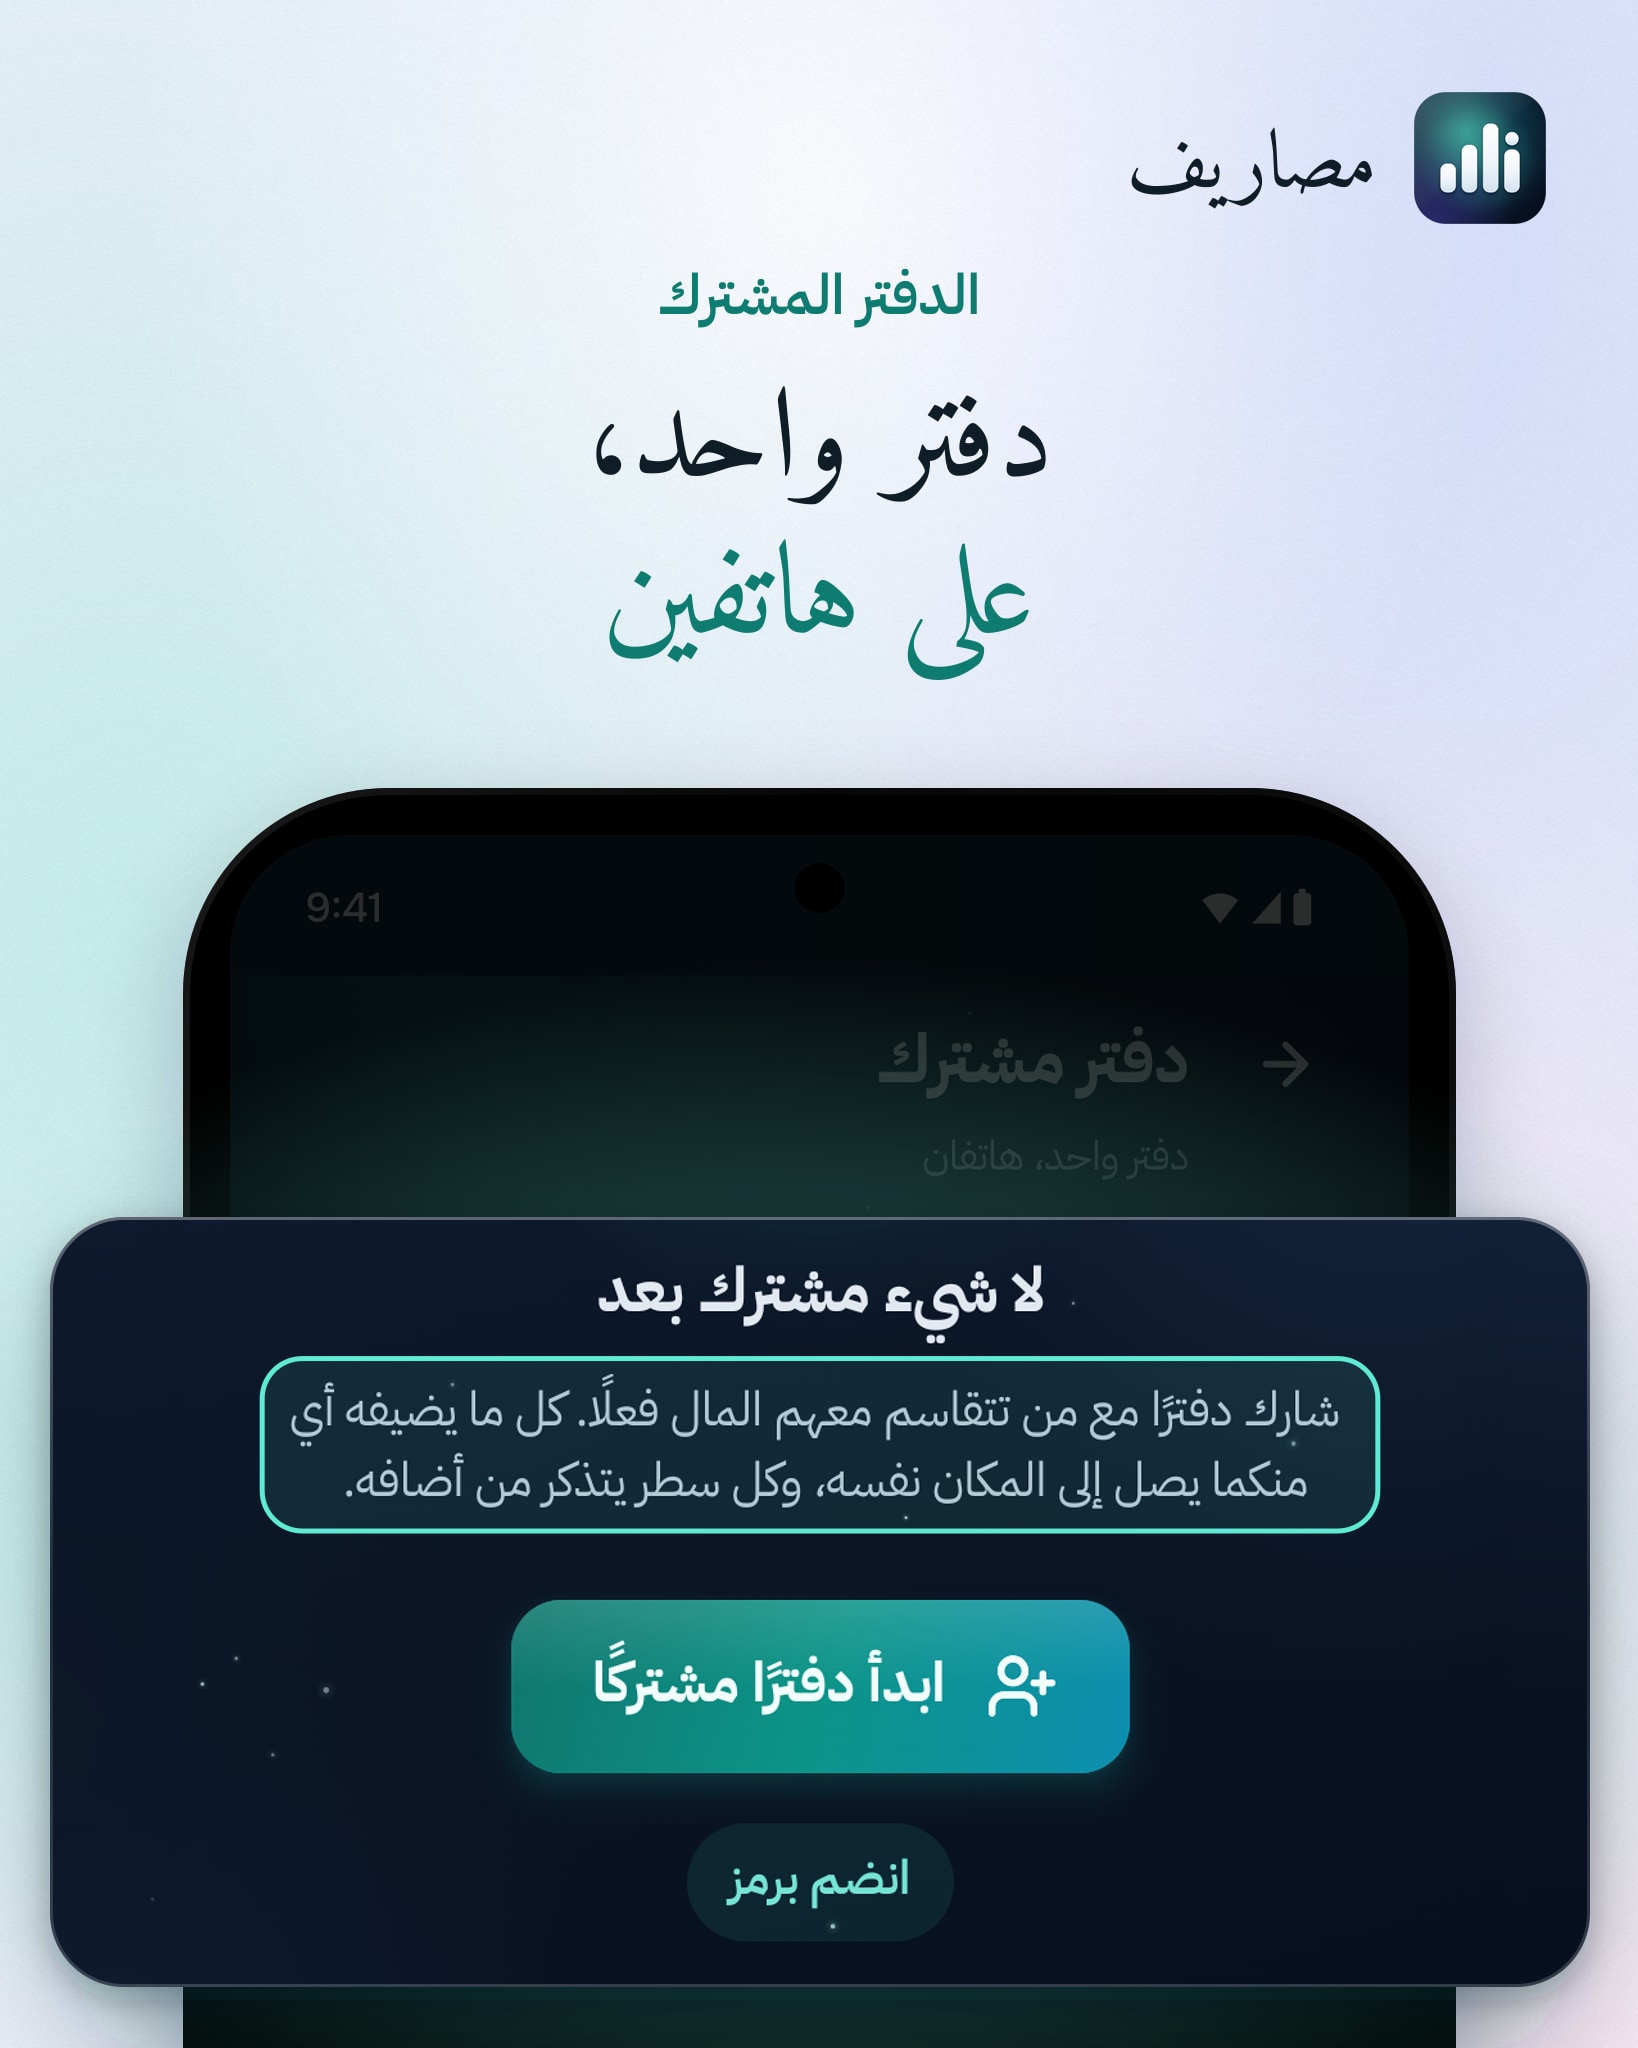 مصاريف
الدفتر المشترك
دفتر واحد،
على هاتفين
9:41
دفتر مشترك
دفتر واحد، هاتفان
لا شيء مشترك بعد
شارك دفترًا مع من تتقاسم معهم المال فعلًا. كل ما يضيفه أي
منكما يصل إلى المكان نفسه، وكل سطر يتذكر من أضافه.
ابدأ دفترًا مشتركًا
انضم برمز